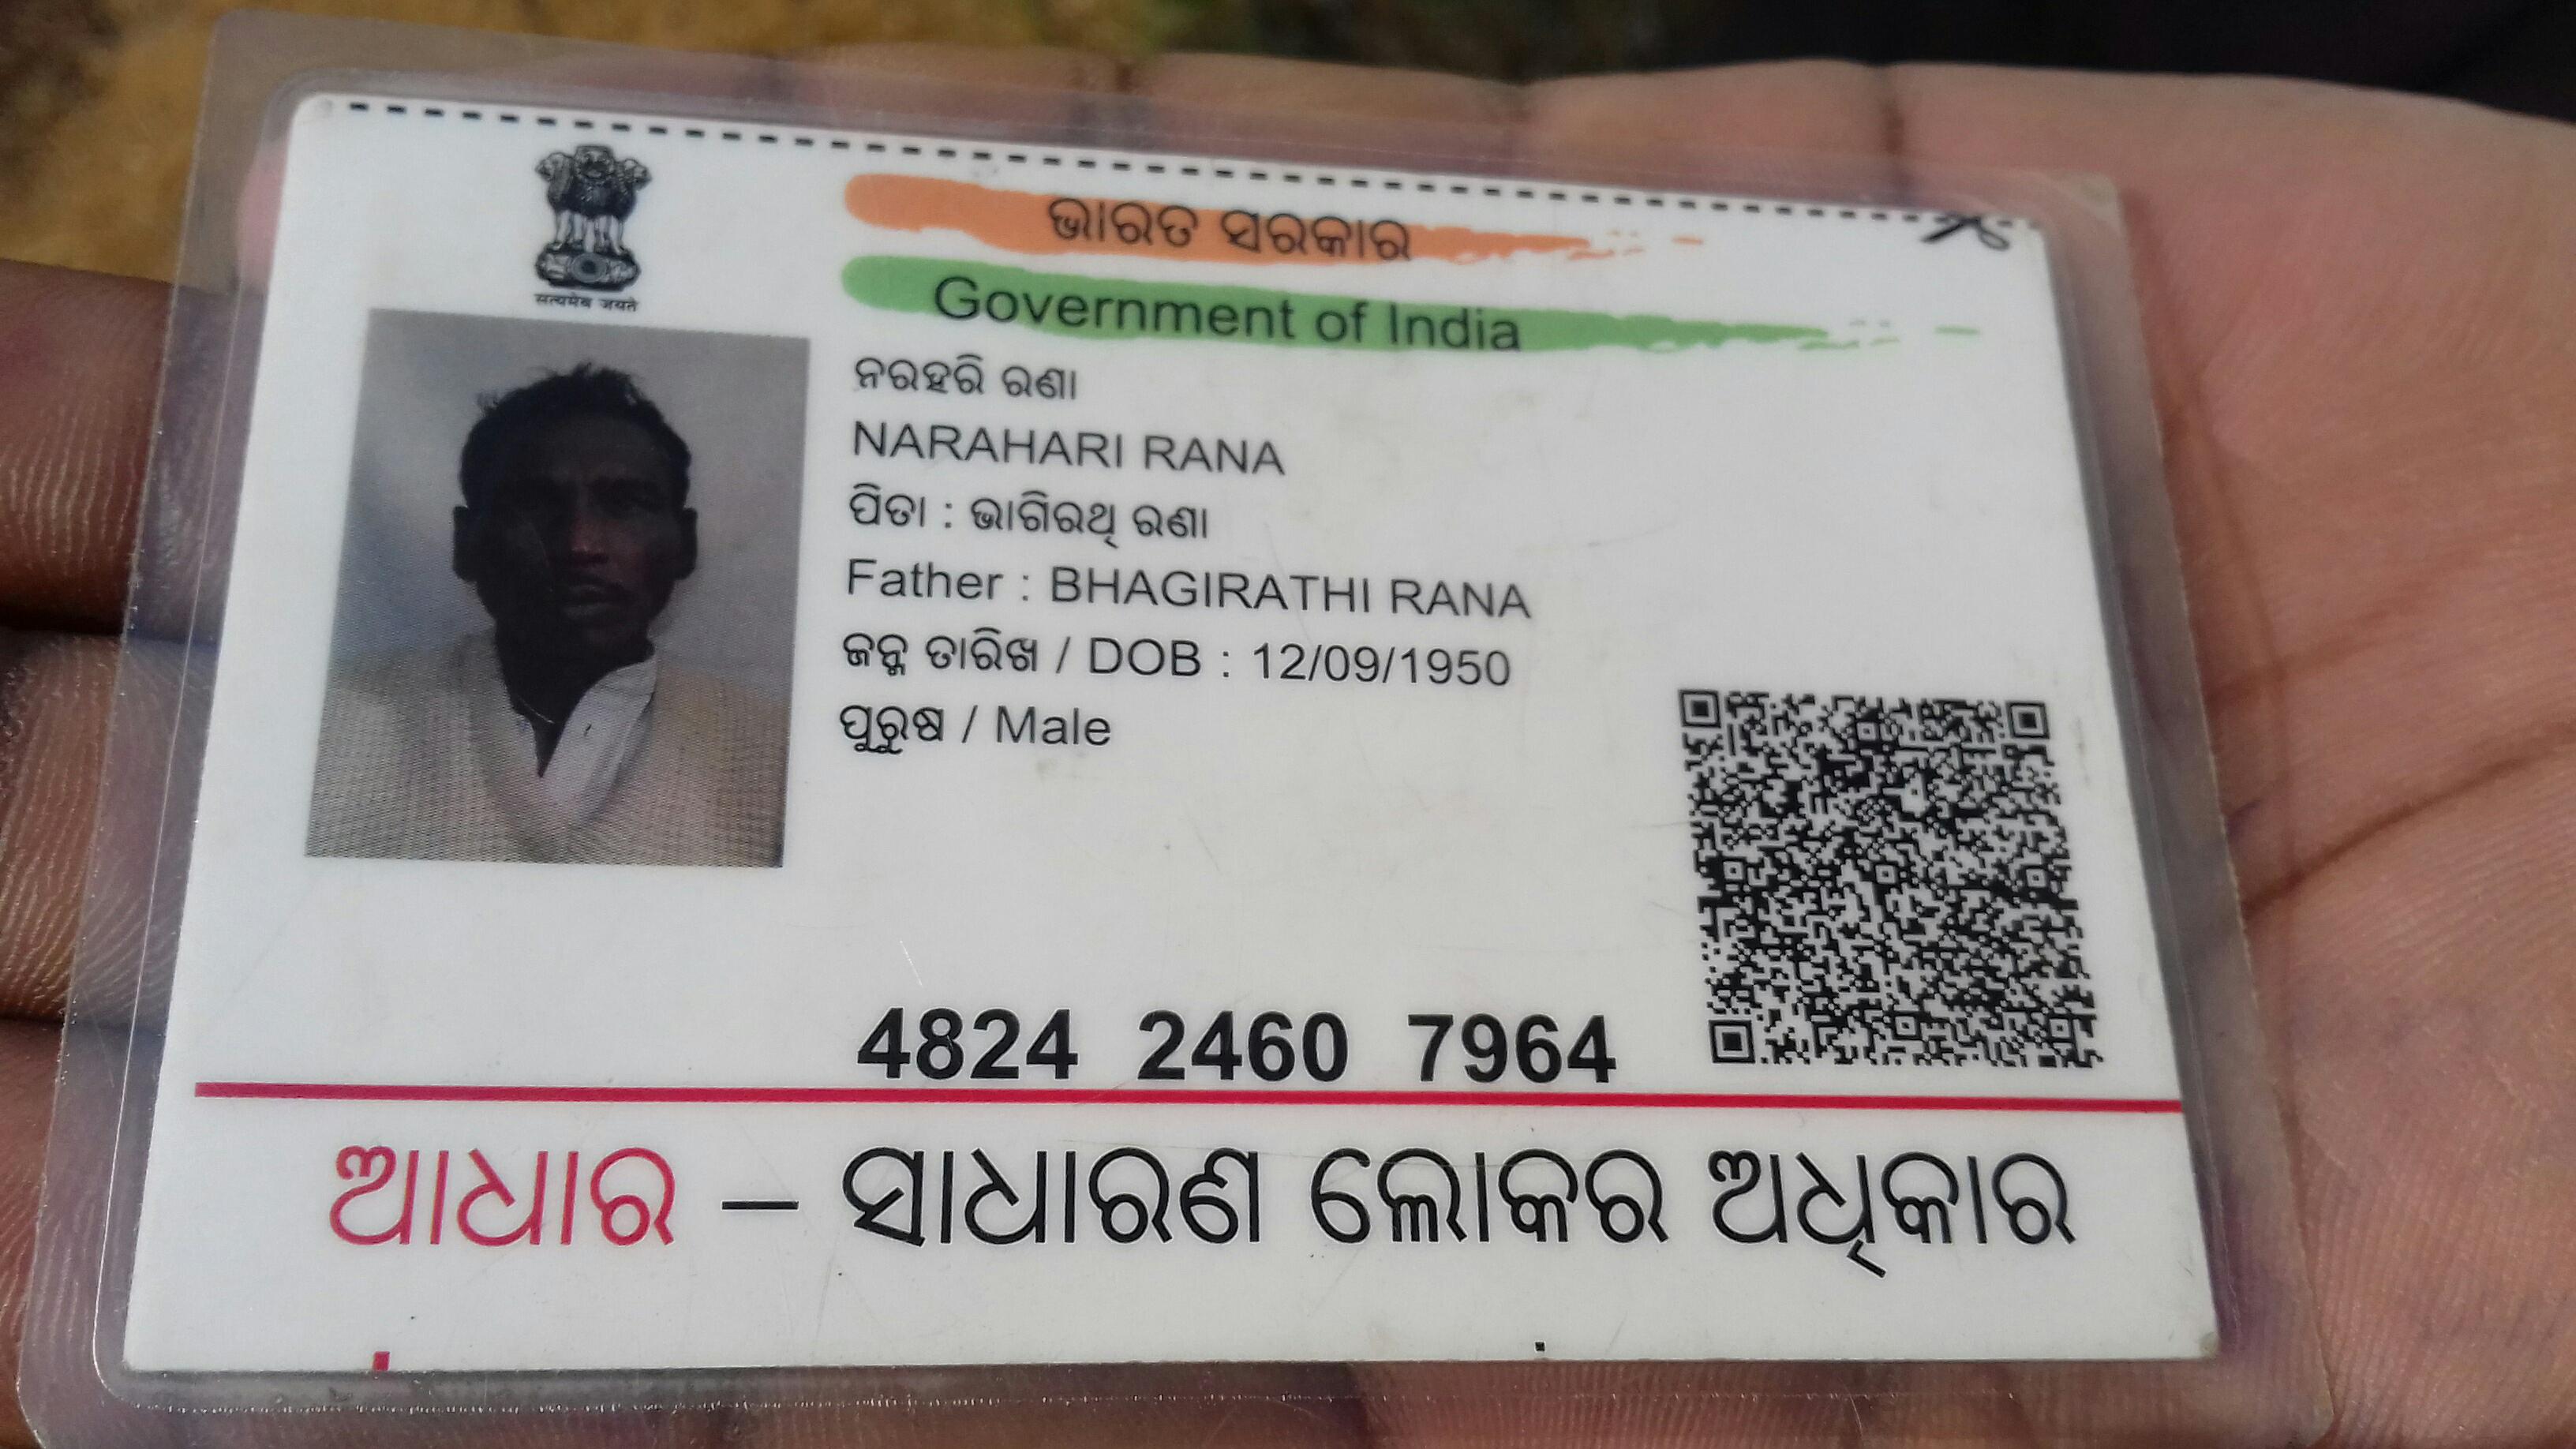 सत्यमेव जयते
ଭାରତ ସରକାର
Government of India
ନରହରି ରଣା
NARAHARI RANA
ପିତା : ଭାଗିରଥି ରଣା
Father : BHAGIRATHI RANA
ଜନ୍ମ ତାରିଖ / DOB : 12/09/1950
ପୁରୁଷ / Male
4824 2460 7964
ଆଧାର – ସାଧାରଣ ଲୋକର ଅଧିକାର